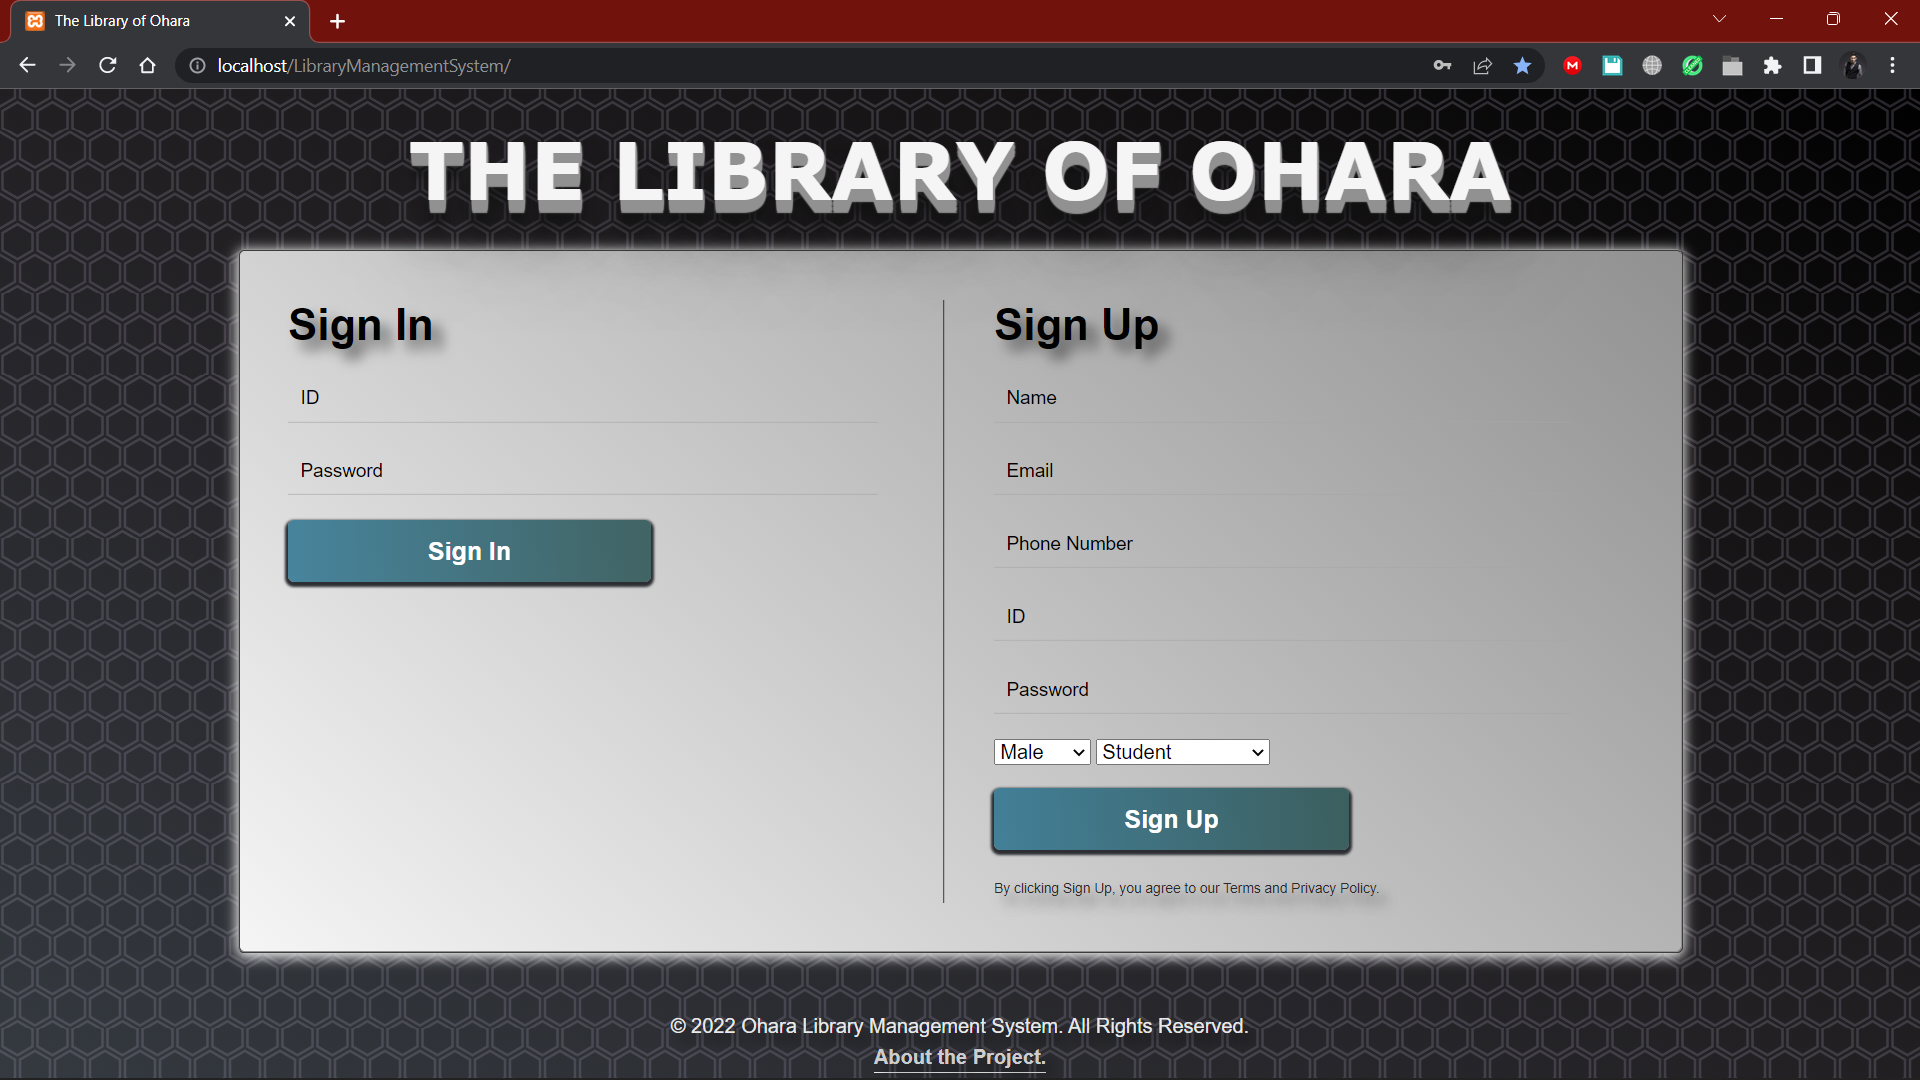 The Library of Ohara
localhost/LibraryManagementSystem/
THE LIBRARY OF OHARA
Sign In
ID
Password
Sign In
Sign Up
Name
Email
Phone Number
ID
Password
Male Student
Sign Up
By clicking Sign Up, you agree to our Terms and Privacy Policy.
© 2022 Ohara Library Management System. All Rights Reserved.
About the Project.